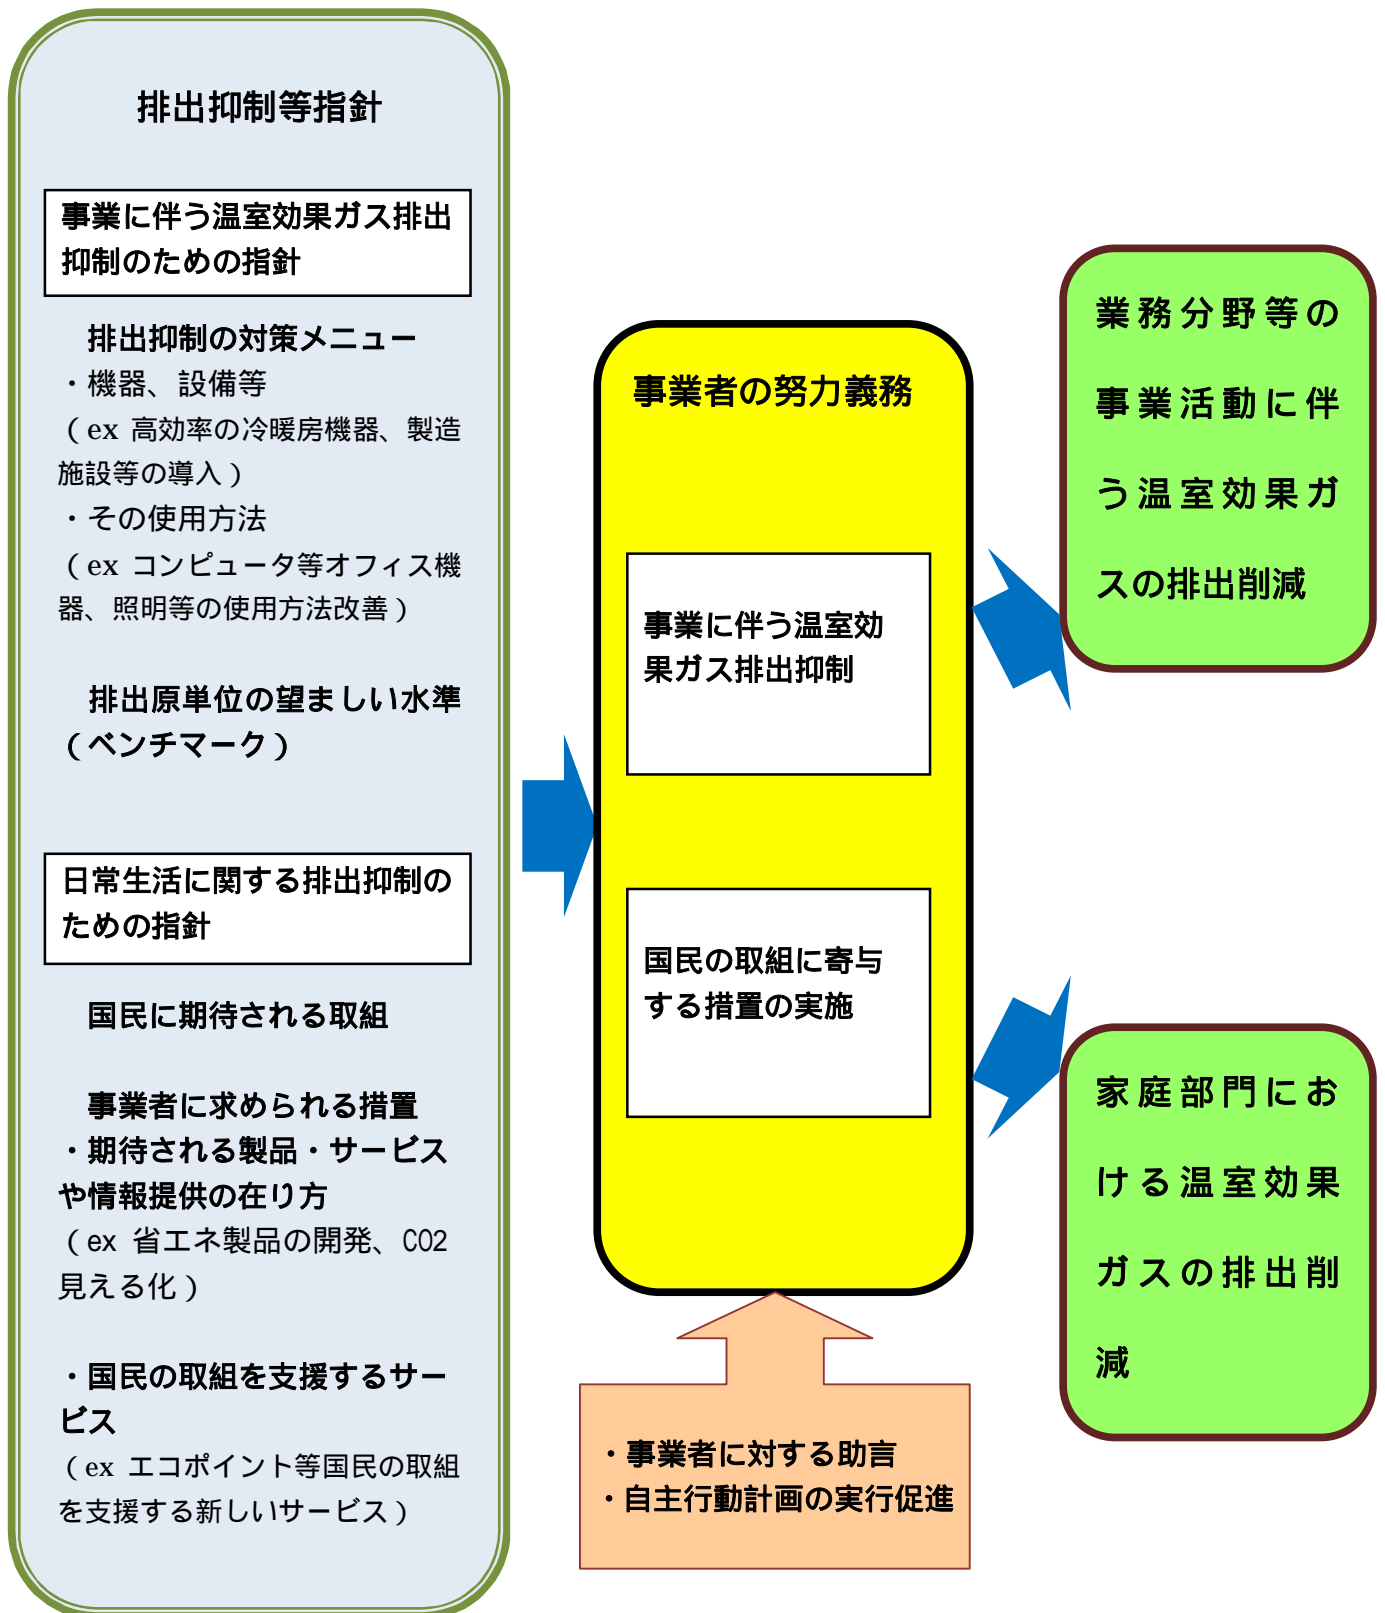 排出抑制等指針
事業に伴う温室効果ガス排出
抑制のための指針
排出抑制の対策メニュー
・機器、設備等
（ex 高効率の冷暖房機器、製造
施設等の導入）
・その使用方法
（ex コンピュータ等オフィス機
器、照明等の使用方法改善）
排出原単位の望ましい水準
（ベンチマーク）
日常生活に関する排出抑制の
ための指針
国民に期待される取組
事業者に求められる措置
・期待される製品・サービス
や情報提供の在り方
（ex 省エネ製品の開発、CO2
見える化）
・国民の取組を支援するサー
ビス
（ex エコポイント等国民の取組
を支援する新しいサービス）
事業者の努力義務
事業に伴う温室効
果ガス排出抑制
国民の取組に寄与
する措置の実施
・事業者に対する助言
・自主行動計画の実行促進
業務分野等の
事業活動に伴
う温室効果ガ
スの排出削減
家庭部門にお
ける温室効果
ガスの排出削
減